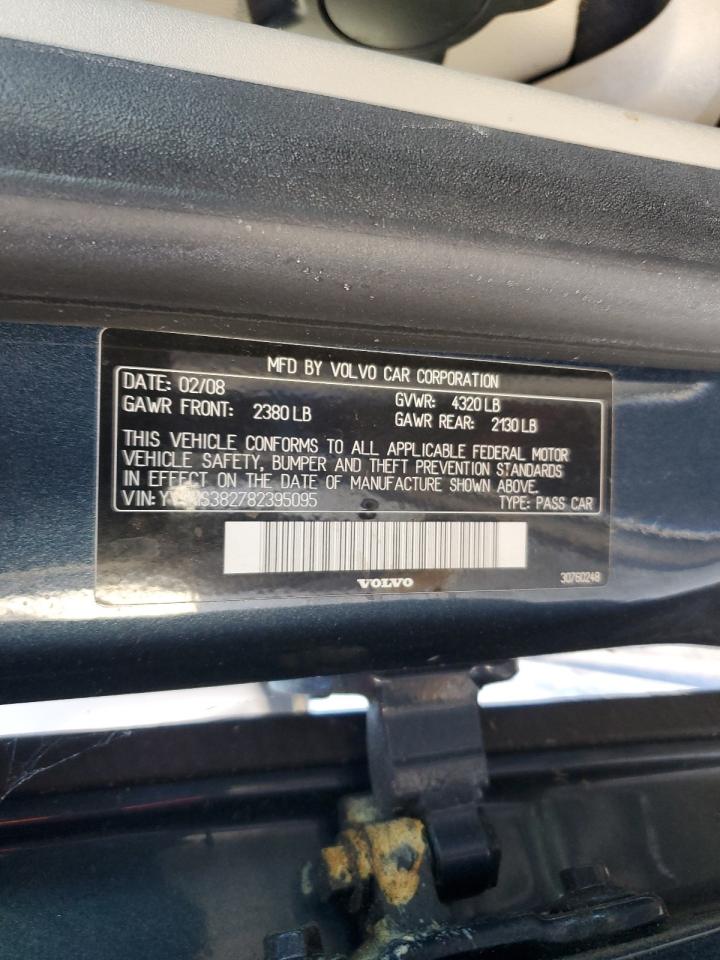 MFD BY VOLVO CAR CORPORATION
DATE: 02/08 GVWR: 4320 LB
GAWR FRONT: 2380 LB GAWR REAR: 2130 LB
THIS VEHICLE CONFORMS TO ALL APPLICABLE FEDERAL MOTOR
VEHICLE SAFETY, BUMPER AND THEFT PREVENTION STANDARDS
IN EFFECT ON THE DATE OF MANUFACTURE SHOWN ABOVE.
VIN: TYPE: PASS CAR
VOLVO 30760248